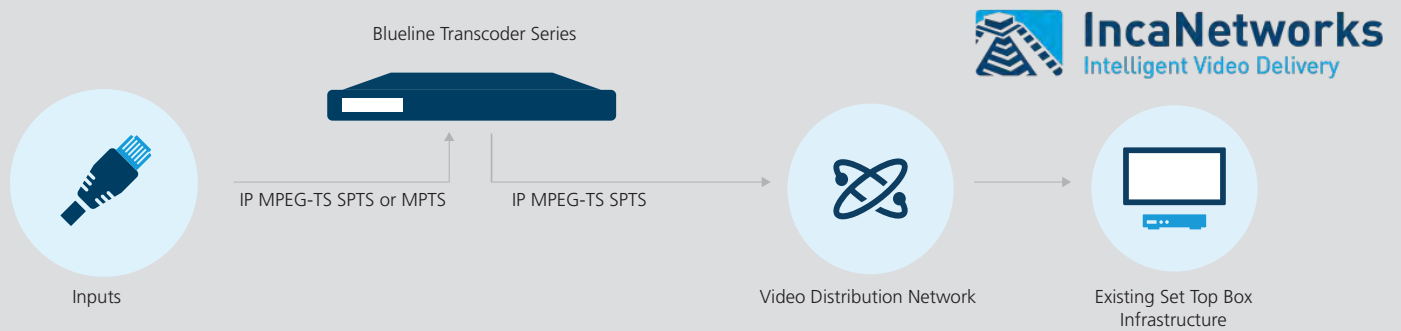 Blueline Transcoder Series
IncaNetworks
Intelligent Video Delivery
IP MPEG-TS SPTS or MPTS
IP MPEG-TS SPTS
Inputs
Video Distribution Network
Existing Set Top Box
Infrastructure